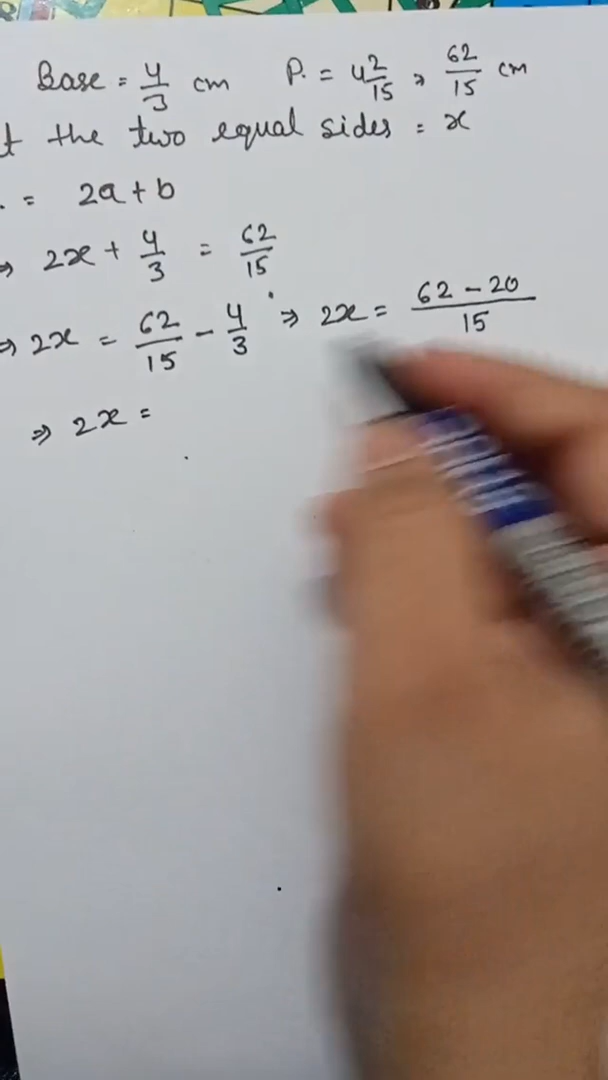 Base = 4/3 cm P. = 4 2/15 ⇒ 62/15 cm
t the two equal sides = x
. = 2a + b
⇒ 2x + 4/3 = 62/15
⇒ 2x = 62/15 - 4/3 ⇒ 2x = 62 - 20/15
⇒ 2x =